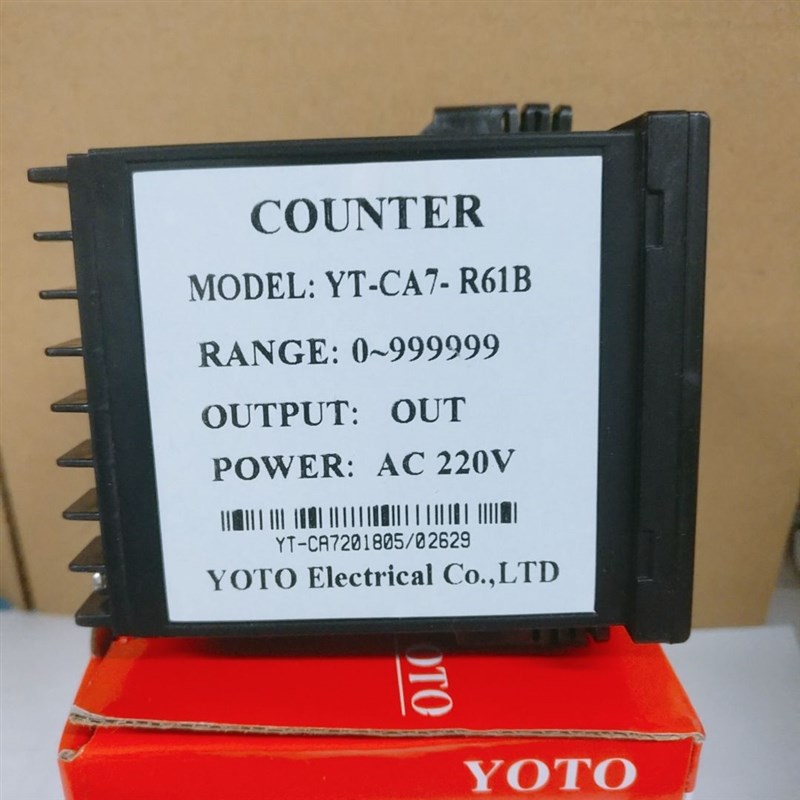 COUNTER
MODEL: YT-CA7- R61B
RANGE: 0~999999
OUTPUT: OUT
POWER: AC 220V
YT-CA7201805/02629
YOTO Electrical Co.,LTD
YOTO
YOTO